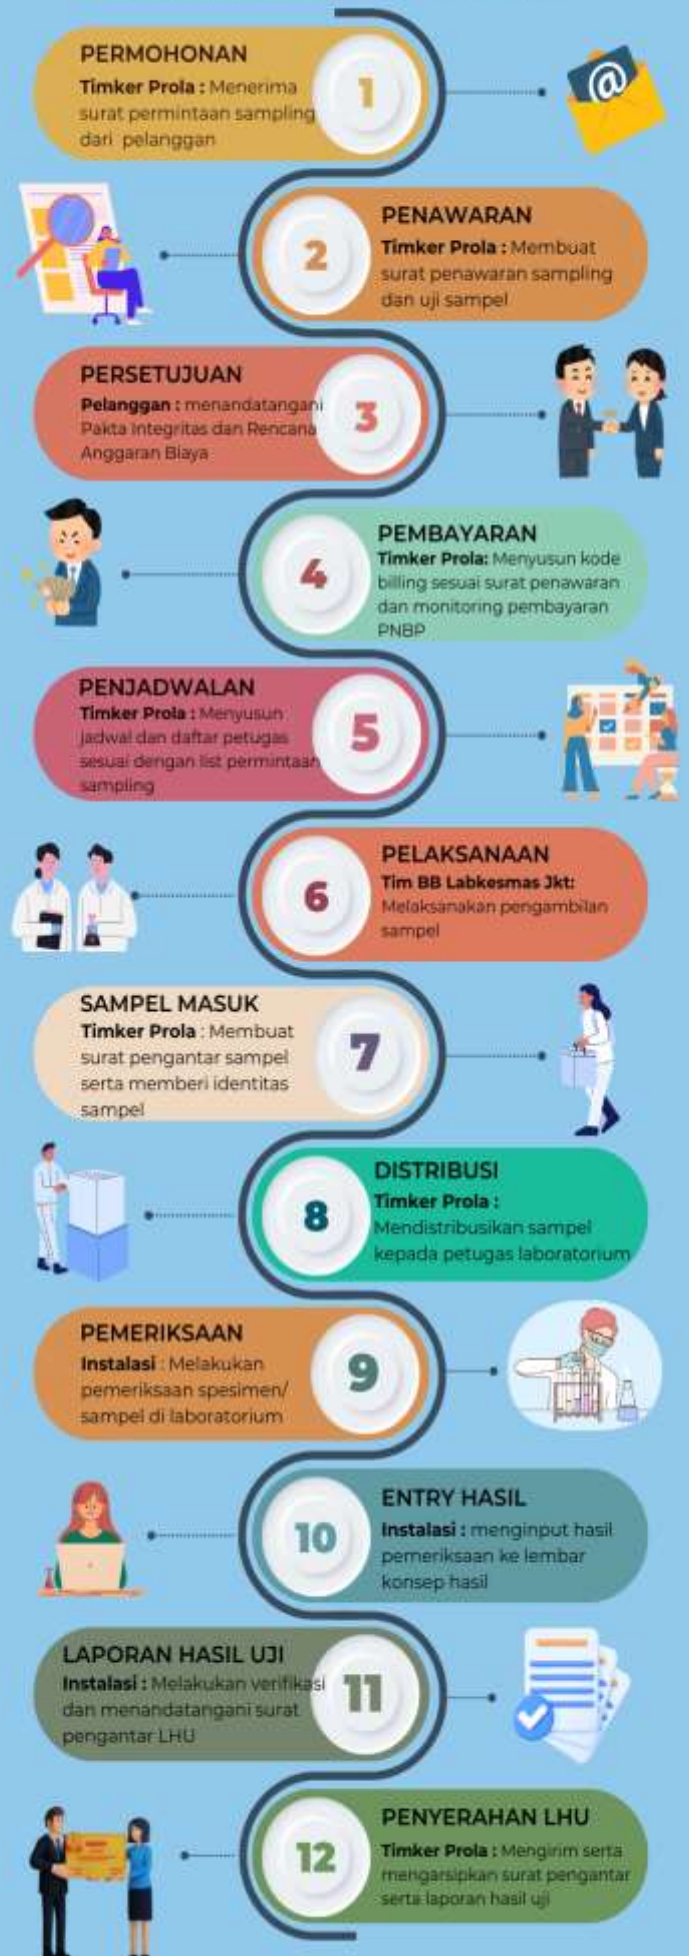 PERMOHONAN
Timker Prola : Menerima
surat permintaan sampling
dari pelanggan
1
@
PENAWARAN
Timker Prola : Membuat
surat penawaran sampling
dan uji sampel
2
PERSETUJUAN
Pelanggan : menandatangani
Pakta Integritas dan Rencana
Anggaran Biaya
3
PEMBAYARAN
Timker Prola: Menyusun kode
billing sesuai surat penawaran
dan monitoring pembayaran
PNBP
4
PENJADWALAN
Timker Prola : Menyusun
jadwal dan daftar petugas
sesuai dengan list permintaan
sampling
5
PELAKSANAAN
Tim BB Labkesmas Jkt:
Melaksanakan pengambilan
sampel
6
SAMPEL MASUK
Timker Prola : Membuat
surat pengantar sampel
serta memberi identitas
sampel
7
DISTRIBUSI
Timker Prola :
Mendistribusikan sampel
kepada petugas laboratorium
8
PEMERIKSAAN
Instalasi : Melakukan
pemeriksaan spesimen/
sampel di laboratorium
9
ENTRY HASIL
Instalasi : menginput hasil
pemeriksaan ke lembar
konsep hasil
10
LAPORAN HASIL UJI
Instalasi : Melakukan verifikasi
dan menandatangani surat
pengantar LHU
11
PENYERAHAN LHU
Timker Prola : Mengirim serta
mengarsipkan surat pengantar
serta laporan hasil uji
12